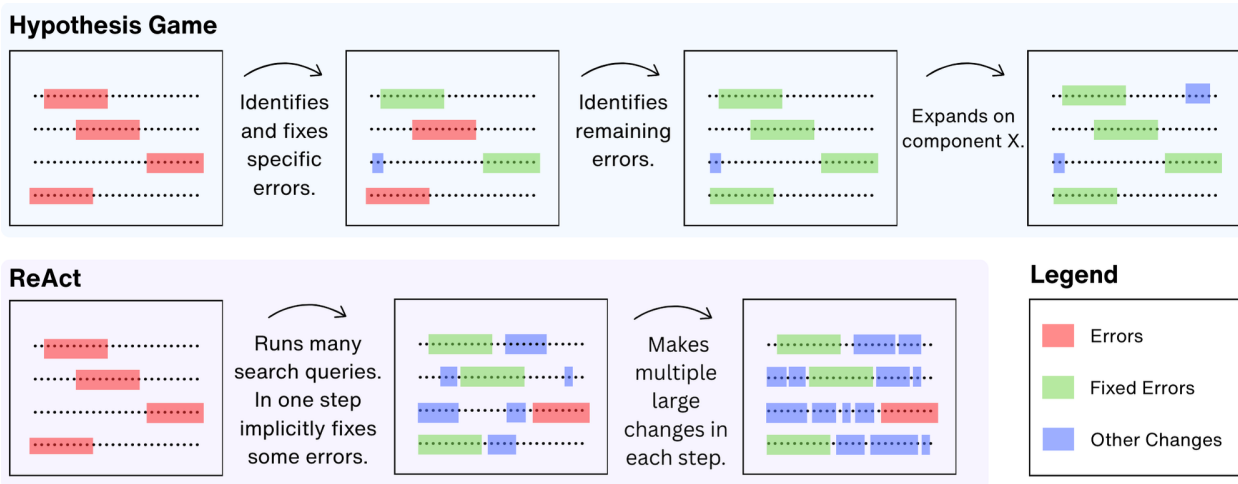 Hypothesis Game
Identifies
and fixes
specific
errors.
Identifies
remaining
errors.
Expands on
component X.
ReAct
Runs many
search queries.
In one step
implicitly fixes
some errors.
Makes
multiple
large
changes in
each step.
Legend
Errors
Fixed Errors
Other Changes